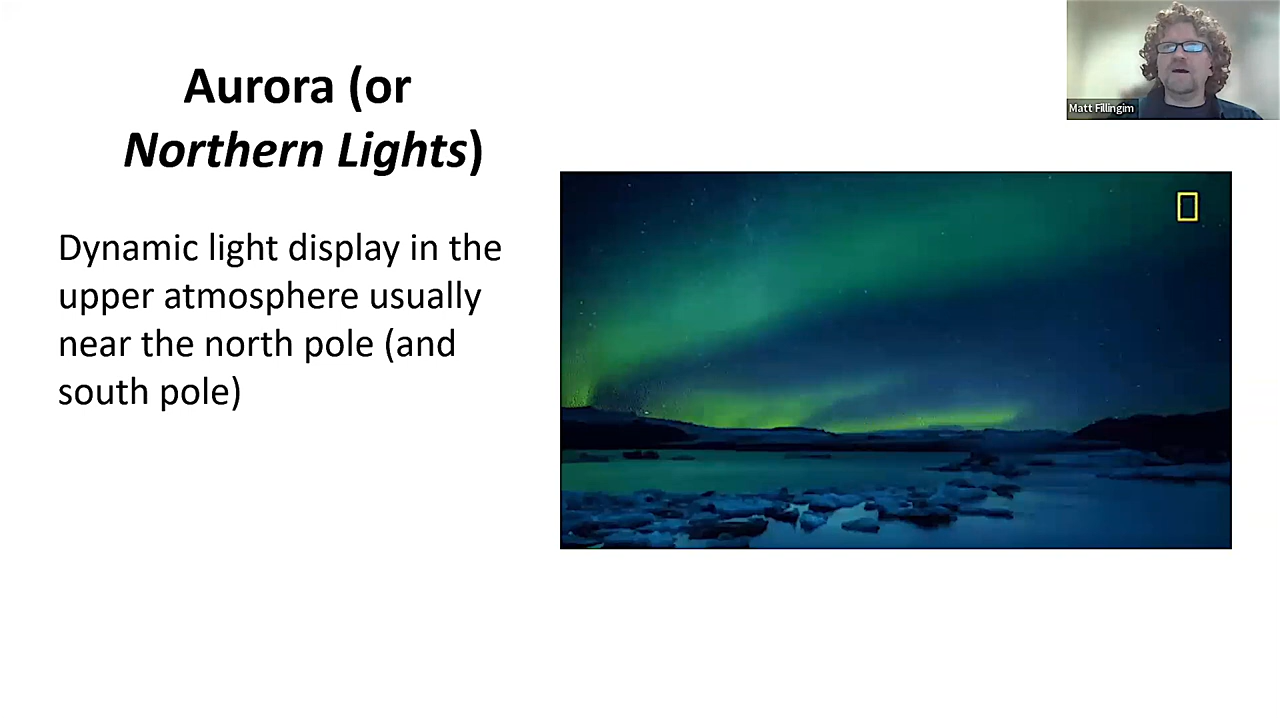 Aurora (or
Northern Lights)
Dynamic light display in the
upper atmosphere usually
near the north pole (and
south pole)
Matt Fillingim